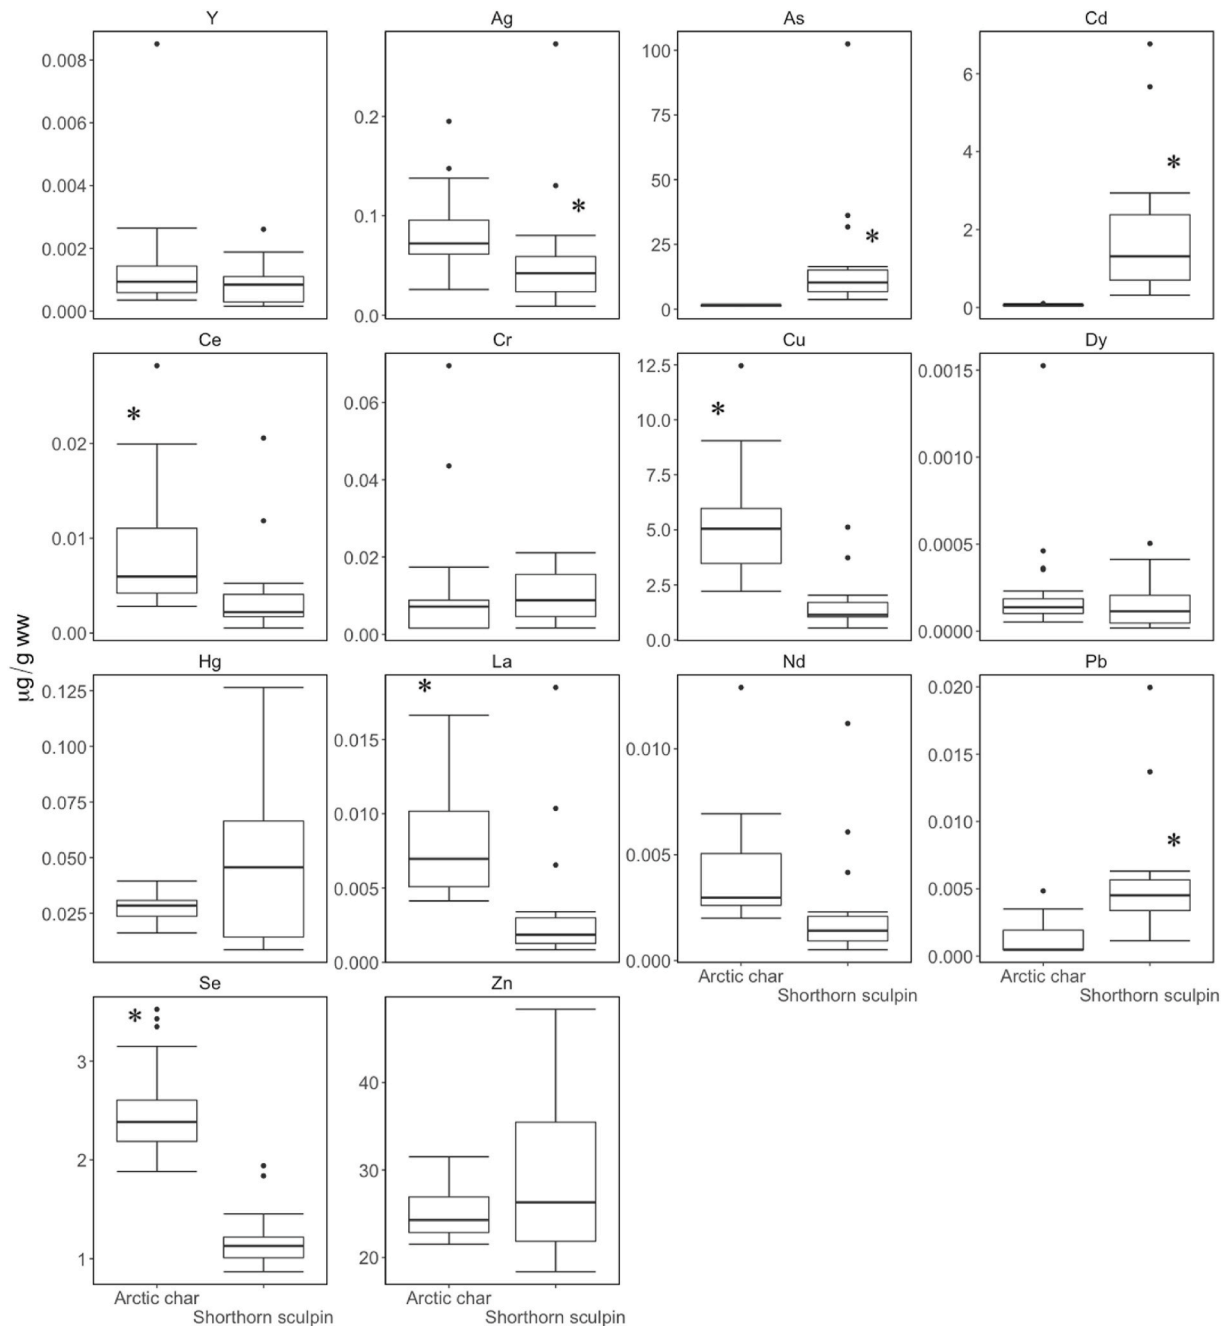 Y
Ag
As
Cd
0.008
0.006
0.004
0.002
0.000
0.2
0.1
0.0
*
100
75
50
25
0
*
6
4
2
0
*
Ce
Cr
Cu
Dy
0.02
0.01
0.00
*
0.06
0.04
0.02
0.00
12.5
10.0
7.5
5.0
2.5
0.0
*
0.0015
0.0010
0.0005
0.0000
µg/g ww
Hg
La
Nd
Pb
0.125
0.100
0.075
0.050
0.025
0.015
0.010
0.005
0.000
*
0.010
0.005
0.000
0.020
0.015
0.010
0.005
0.000
*
Arctic char
Shorthorn sculpin
Arctic char
Shorthorn sculpin
Se
Zn
3
2
1
*
40
30
20
Arctic char
Shorthorn sculpin
Arctic char
Shorthorn sculpin